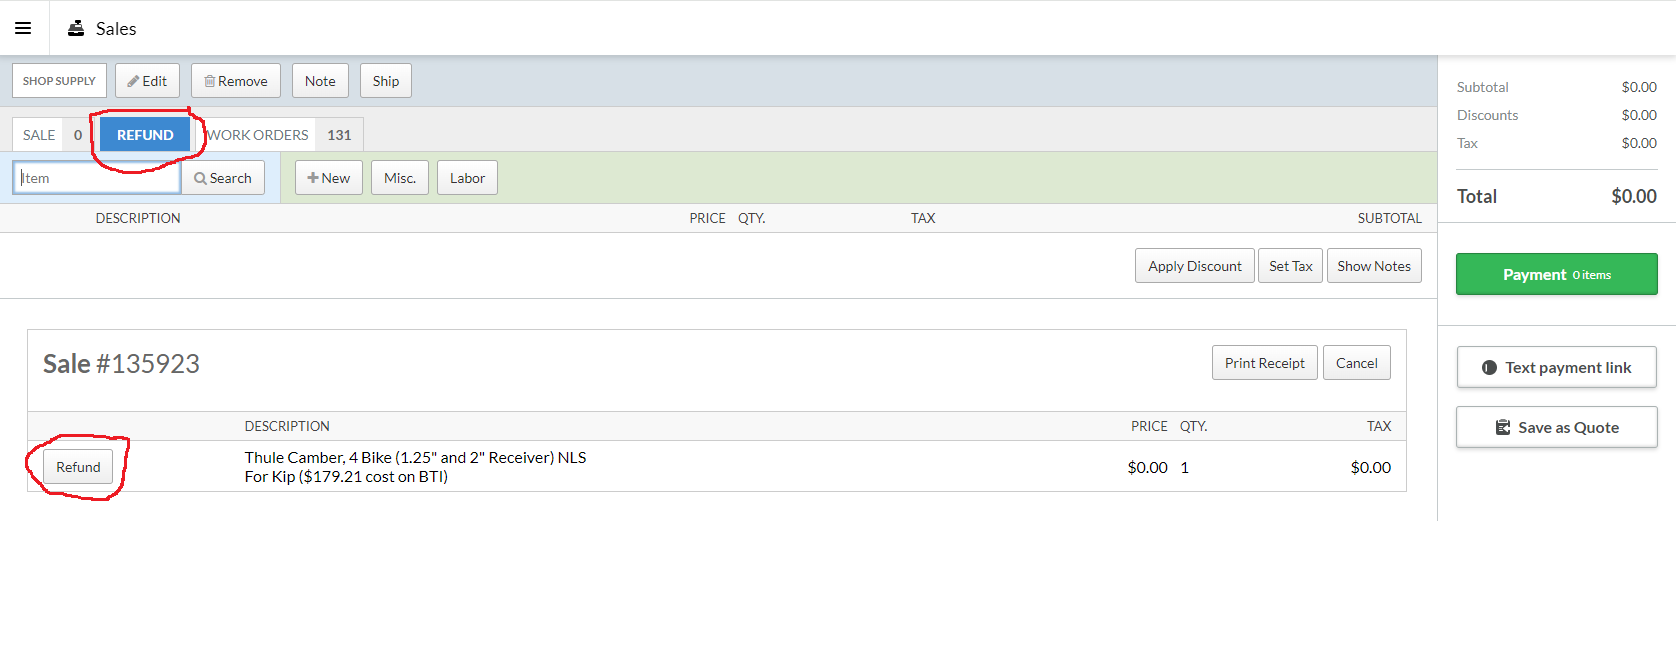 Sales
SHOP SUPPLY Edit Remove Note Ship
SALE 0 REFUND WORK ORDERS 131
Item Search + New Misc. Labor
DESCRIPTION PRICE QTY. TAX SUBTOTAL
Apply Discount Set Tax Show Notes
Sale #135923
Print Receipt Cancel
DESCRIPTION PRICE QTY. TAX
Refund
Thule Camber, 4 Bike (1.25" and 2" Receiver) NLS
For Kip ($179.21 cost on BTI)
$0.00 1 $0.00
Subtotal $0.00
Discounts $0.00
Tax $0.00
Total $0.00
Payment 0 items
Text payment link
Save as Quote